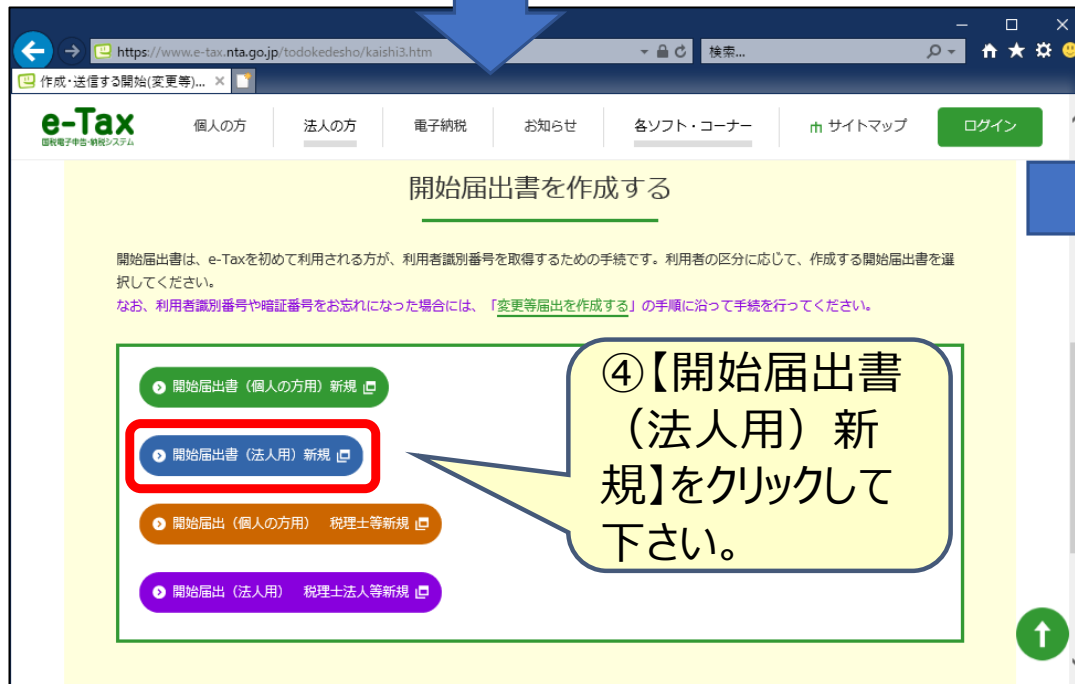 https://www.e-tax.nta.go.jp/todokedesho/kaishi3.htm
検索...
作成・送信する開始(変更等)...
e-Tax
国税電子申告・納税システム
個人の方
法人の方
電子納税
お知らせ
各ソフト・コーナー
サイトマップ
ログイン
開始届出書を作成する
開始届出書は、e-Taxを初めて利用される方が、利用者識別番号を取得するための手続です。利用者の区分に応じて、作成する開始届出書を選
択してください。
なお、利用者識別番号や暗証番号をお忘れになった場合には、「変更等届出を作成する」の手順に沿って手続を行ってください。
開始届出書（個人の方用）新規
開始届出書（法人用）新規
開始届出（個人の方用）　税理士等新規
開始届出（法人用）　税理士法人等新規
④【開始届出書
（法人用）新
規】をクリックして
下さい。